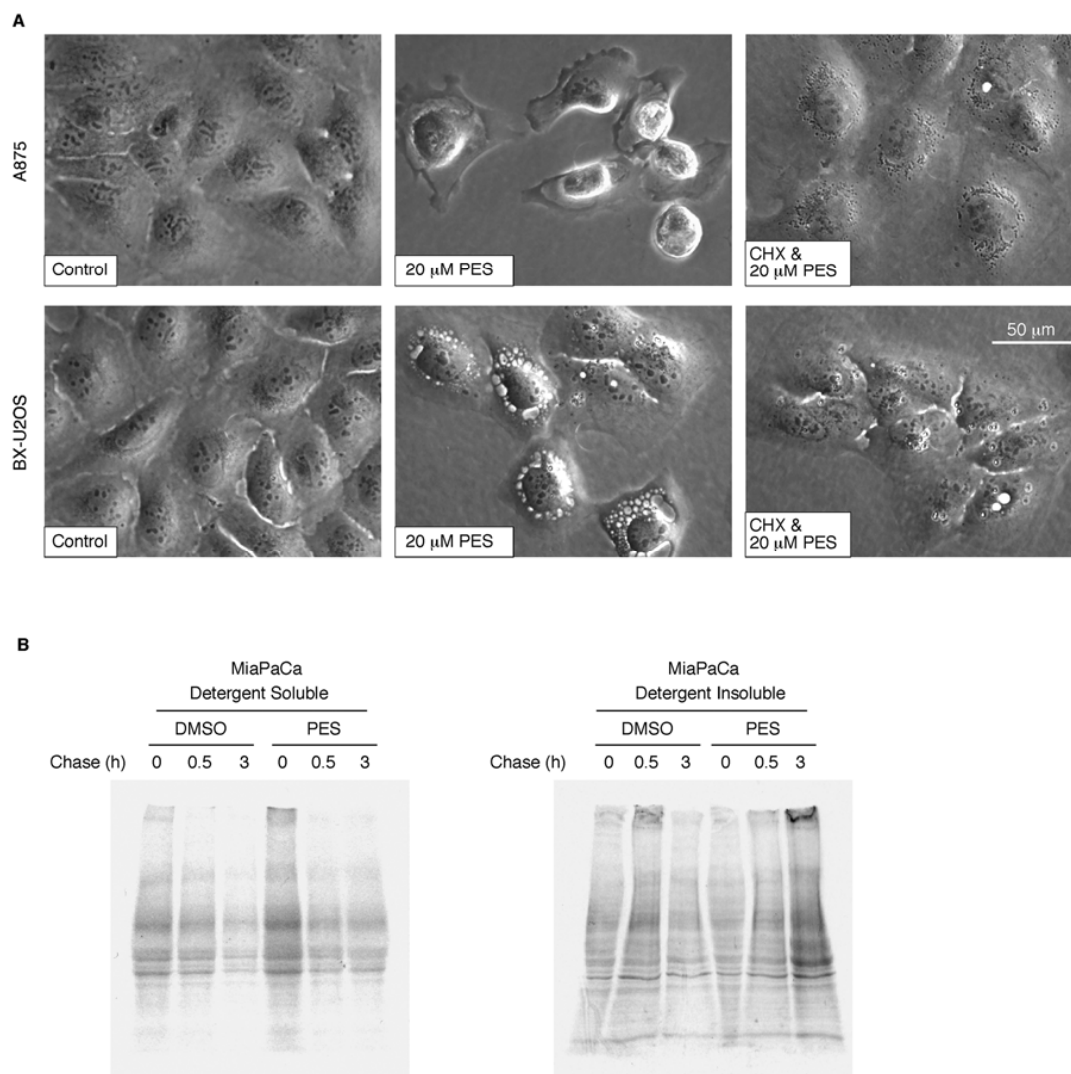 A
A875
Control
20 μM PES
CHX &
20 μM PES
BX-U2OS
Control
20 μM PES
CHX &
20 μM PES
50 μm
B
MiaPaCa
Detergent Soluble
DMSO PES
Chase (h) 0 0.5 3 0 0.5 3
MiaPaCa
Detergent Insoluble
DMSO PES
Chase (h) 0 0.5 3 0 0.5 3